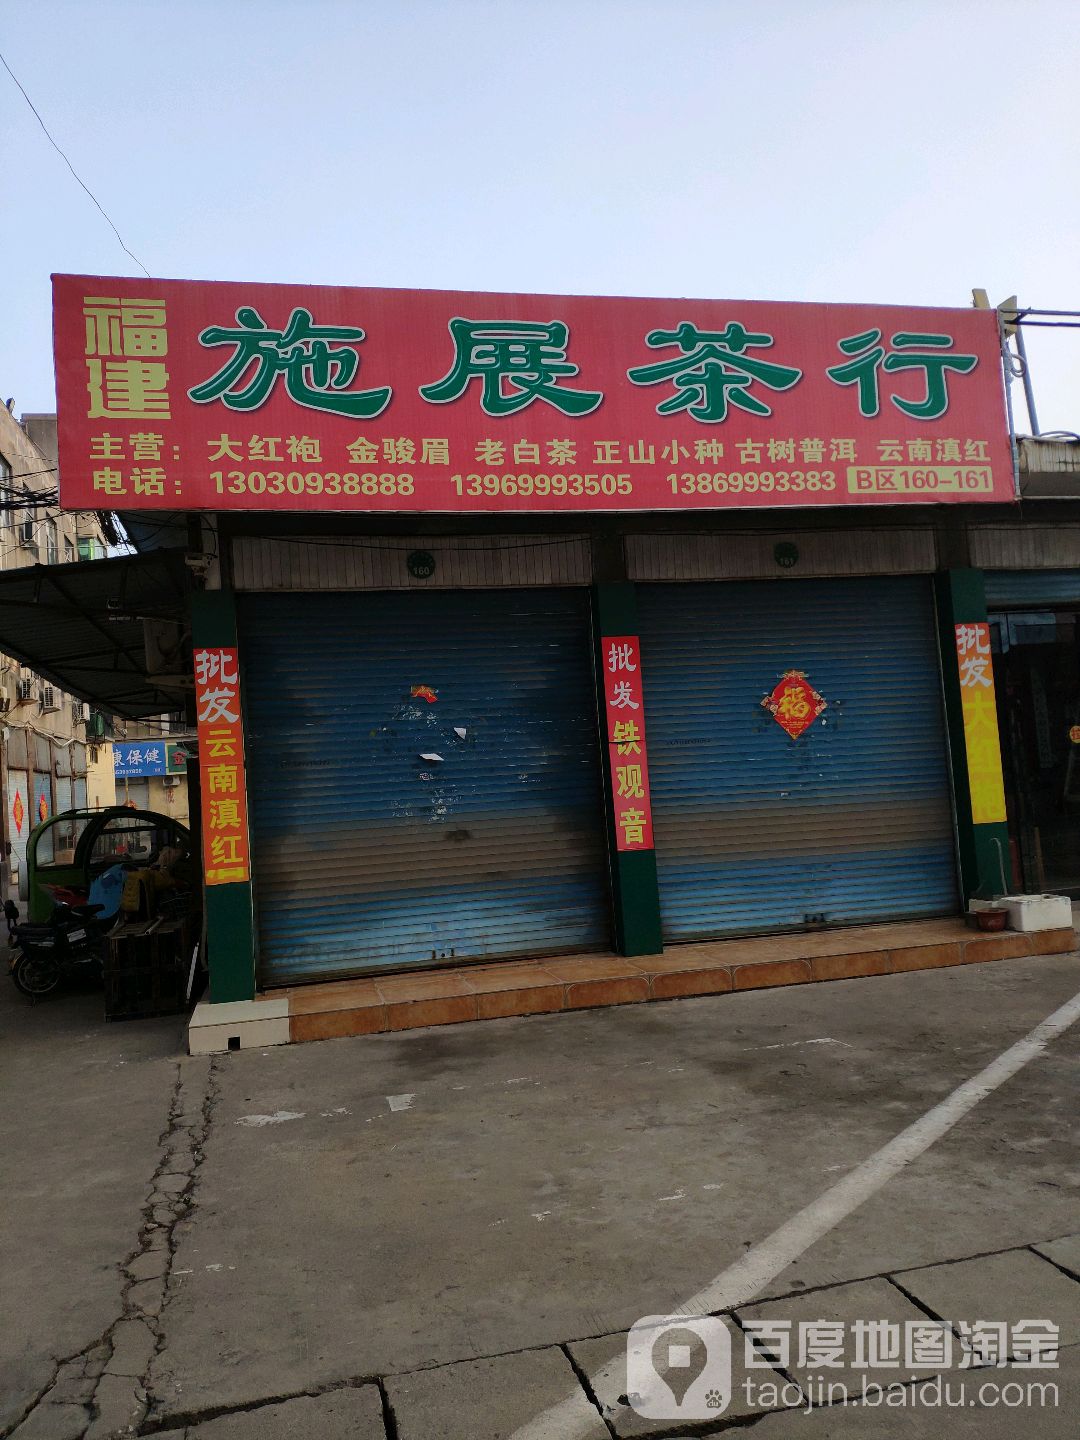 福建
施展茶行
主营：大红袍 金骏眉 老白茶 正山小种 古树普洱 云南滇红
电话：13030938888 13969993505 13869993383 B区160-161
160
161
批发云南滇红
批发铁观音
批发大红袍
福
康保健
百度地图淘金
taojin.baidu.com